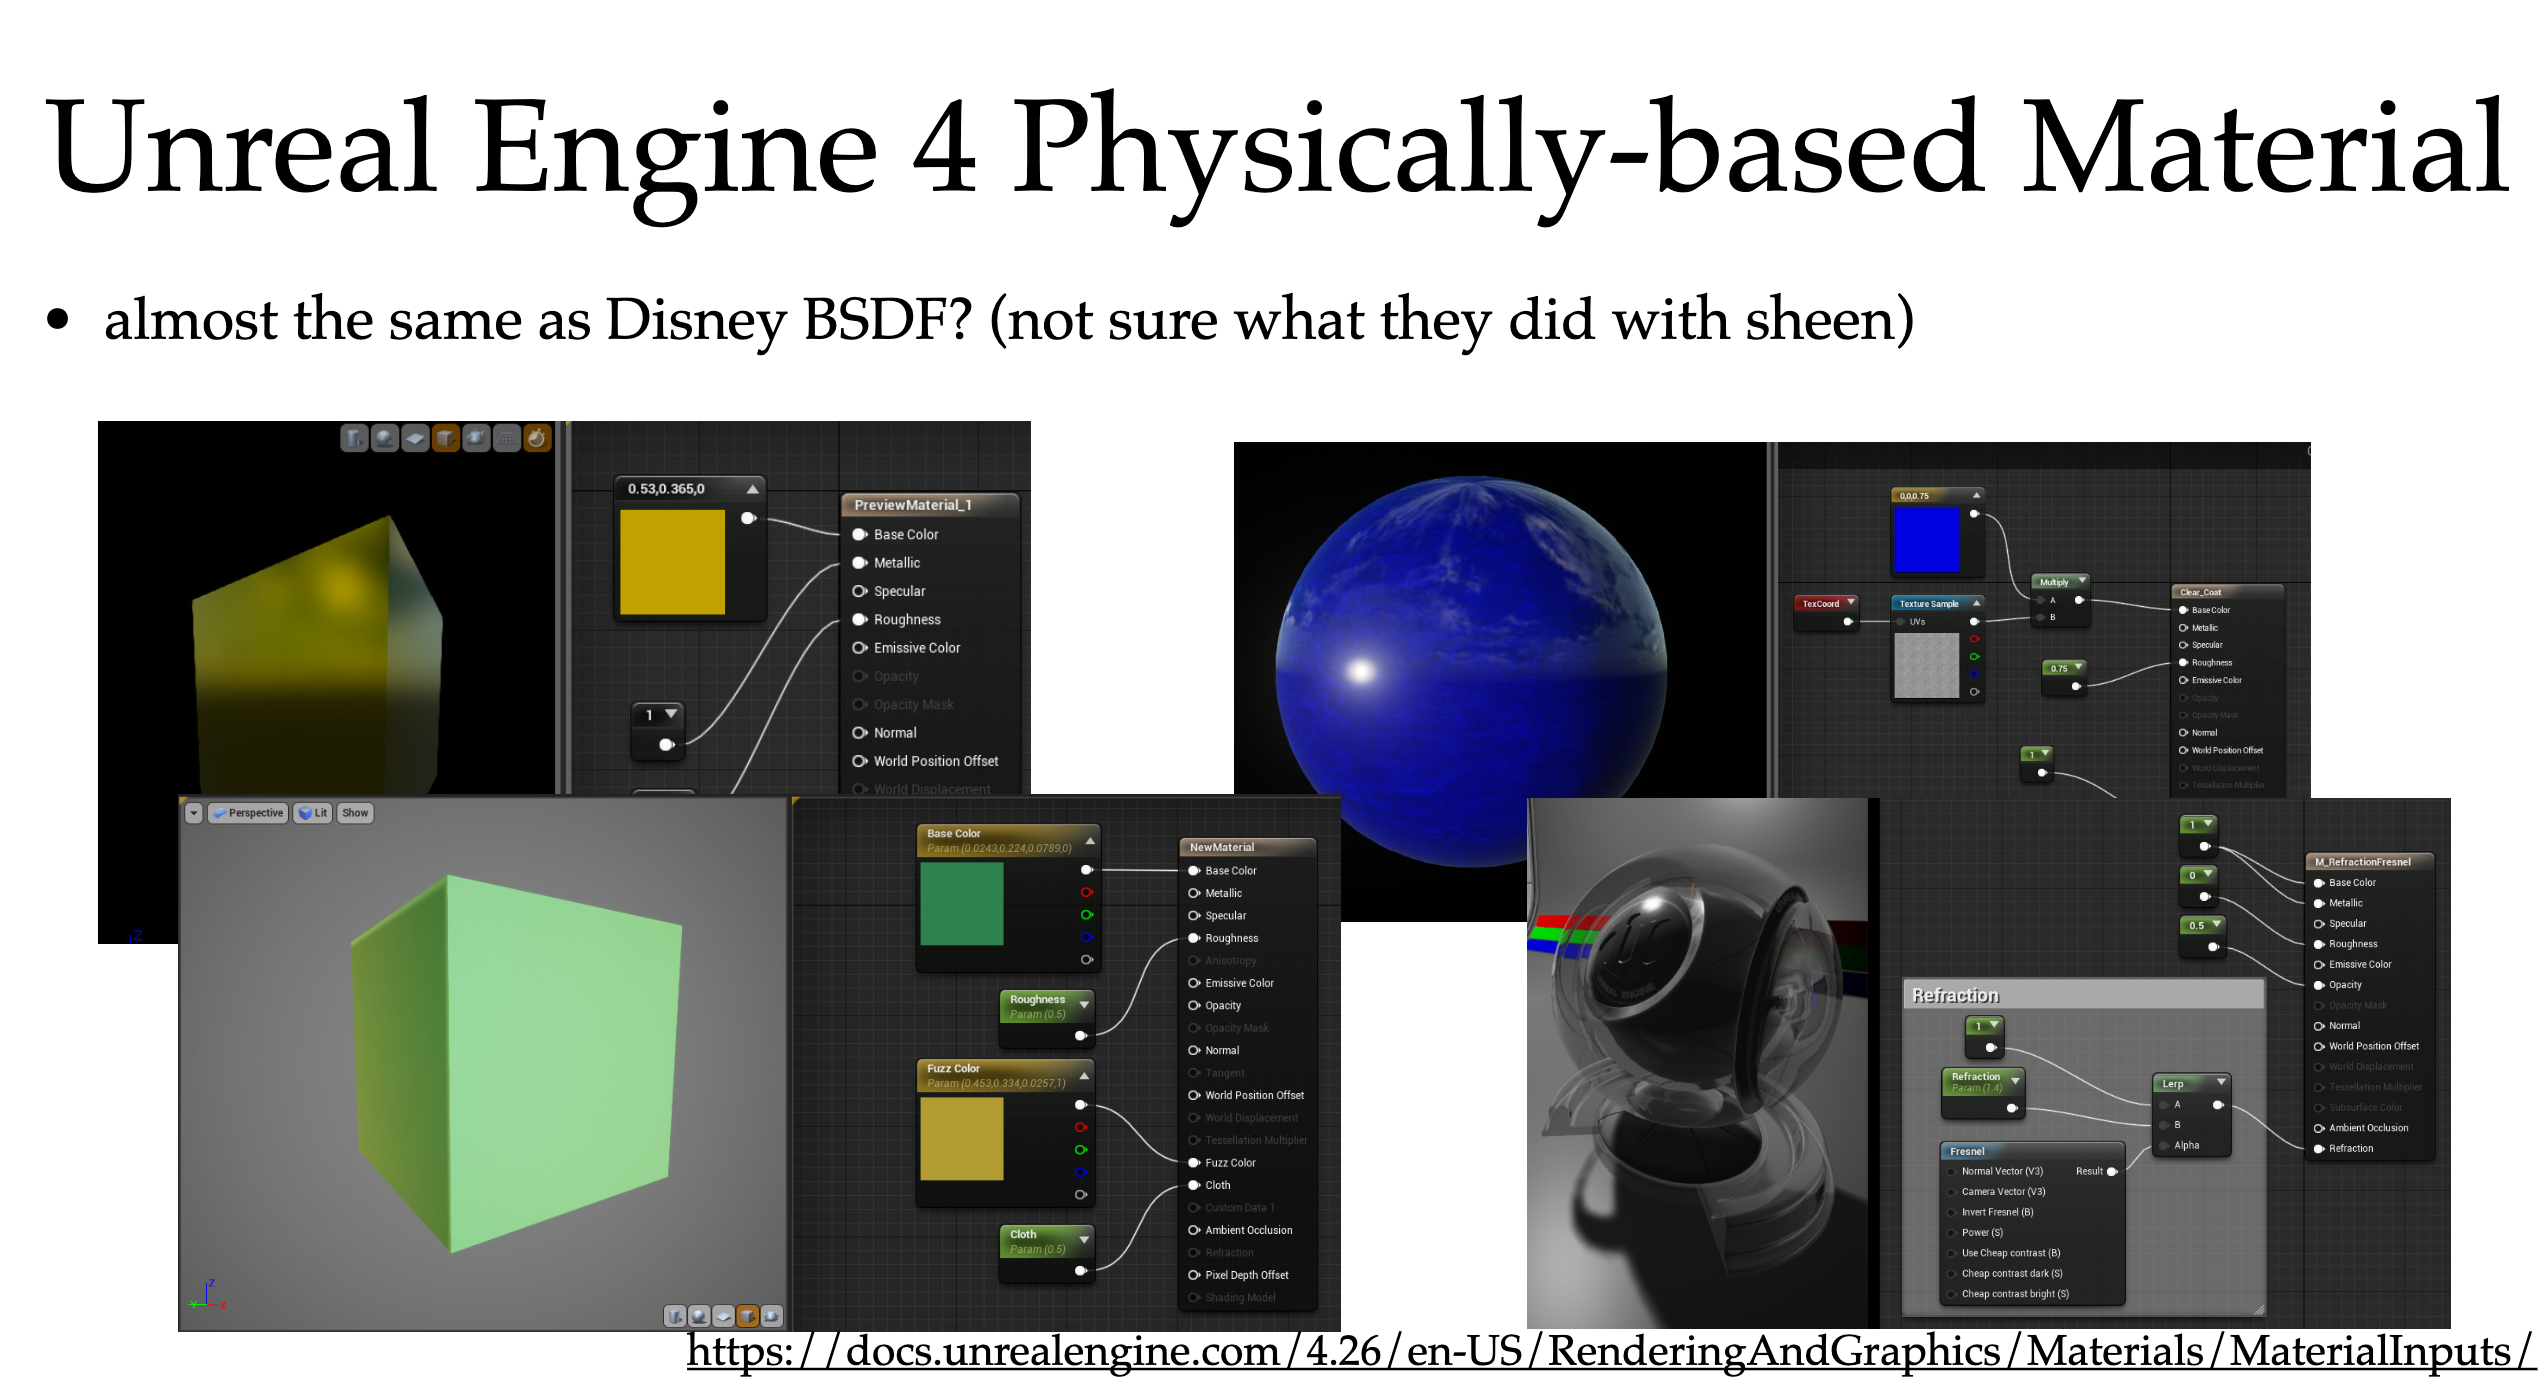 Unreal Engine 4 Physically-based Material
• almost the same as Disney BSDF? (not sure what they did with sheen)
0.53,0.365,0
PreviewMaterial_1
Base Color
Metallic
Specular
Roughness
Emissive Color
Opacity
Opacity Mask
Normal
World Position Offset
World Displacement
1
Z
0,0,0.75
TexCoord
Texture Sample
UVs
Multiply
A
B
0.75
1
Clear_Coat
Base Color
Metallic
Specular
Roughness
Emissive Color
Opacity
Opacity Mask
Normal
World Position Offset
World Displacement
Tessellation Multiplier
Perspective
Lit
Show
Z
Y
X
Base Color
Param (0.0243,0.224,0.0789,0)
Roughness
Param (0.5)
Fuzz Color
Param (0.453,0.334,0.0257,1)
Cloth
Param (0.5)
NewMaterial
Base Color
Metallic
Specular
Roughness
Anisotropy
Emissive Color
Opacity
Opacity Mask
Normal
Tangent
World Position Offset
World Displacement
Tessellation Multiplier
Fuzz Color
Cloth
Custom Data 1
Ambient Occlusion
Refraction
Pixel Depth Offset
Shading Model
1
0
0.5
Refraction
1
Refraction
Param (1.4)
Lerp
A
B
Alpha
Fresnel
Normal Vector (V3) Result
Camera Vector (V3)
Invert Fresnel (B)
Power (S)
Use Cheap contrast (B)
Cheap contrast dark (S)
Cheap contrast bright (S)
M_RefractionFresnel
Base Color
Metallic
Specular
Roughness
Emissive Color
Opacity
Opacity Mask
Normal
World Position Offset
World Displacement
Tessellation Multiplier
Subsurface Color
Ambient Occlusion
Refraction
https://docs.unrealengine.com/4.26/en-US/RenderingAndGraphics/Materials/MaterialInputs/